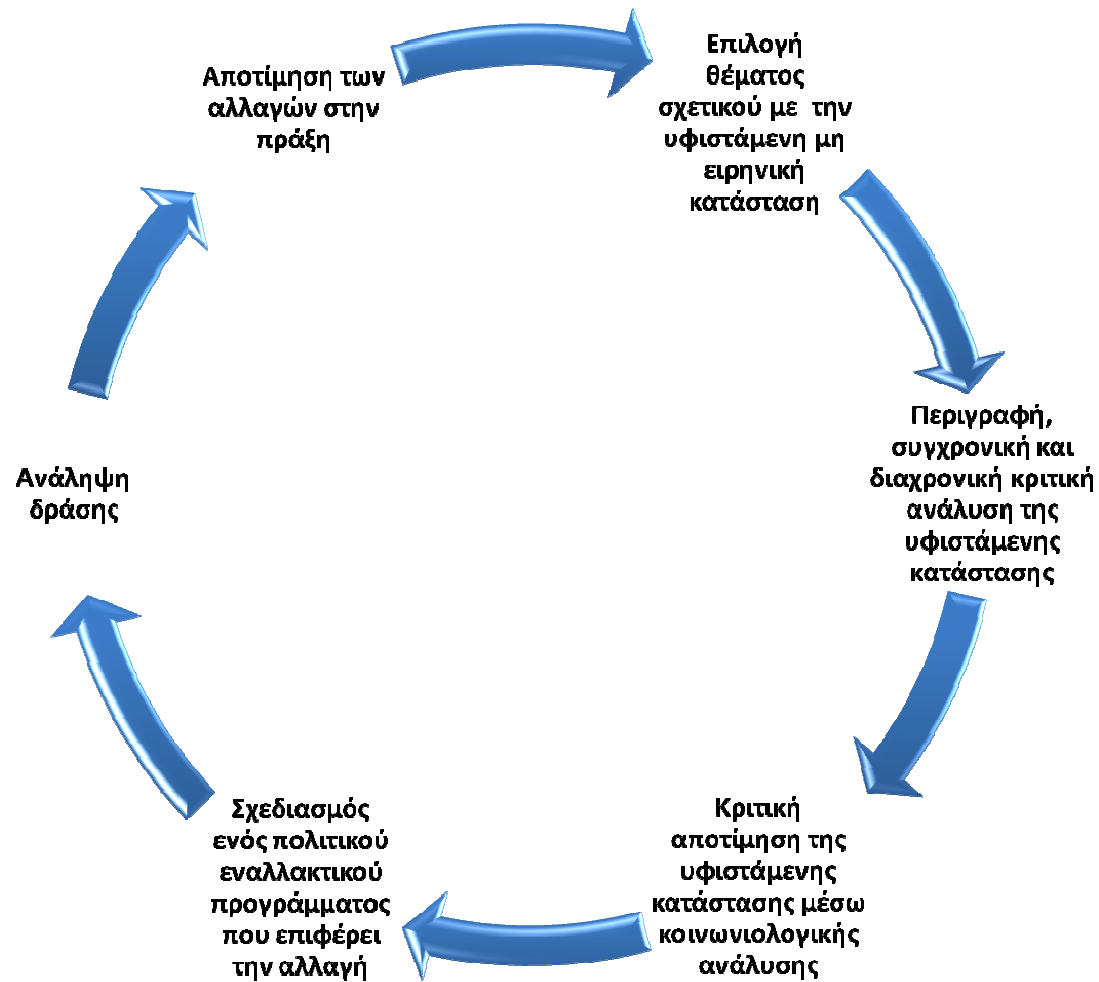 Επιλογή
θέματος
σχετικού με την
υφιστάμενη μη
ειρηνική
κατάσταση
Περιγραφή,
συγχρονική και
διαχρονική κριτική
ανάλυση της
υφιστάμενης
κατάστασης
Κριτική
αποτίμηση της
υφιστάμενης
κατάστασης μέσω
κοινωνιολογικής
ανάλυσης
Σχεδιασμός
ενός πολιτικού
εναλλακτικού
προγράμματος
που επιφέρει
την αλλαγή
Ανάληψη
δράσης
Αποτίμηση των
αλλαγών στην
πράξη